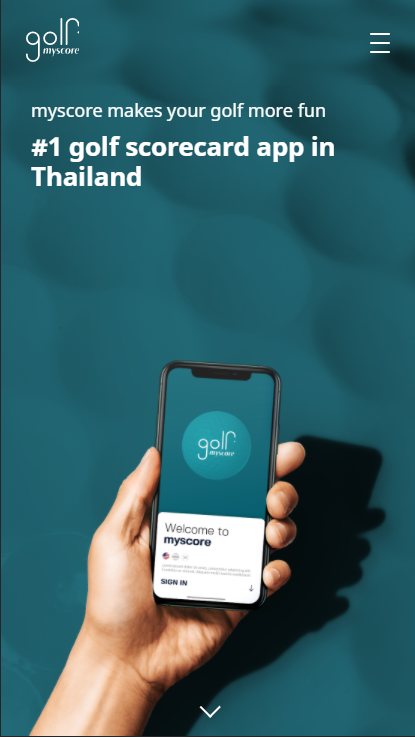 golf
myscore
myscore makes your golf more fun
#1 golf scorecard app in
Thailand
golf
myscore
Welcome to
myscore
SIGN IN